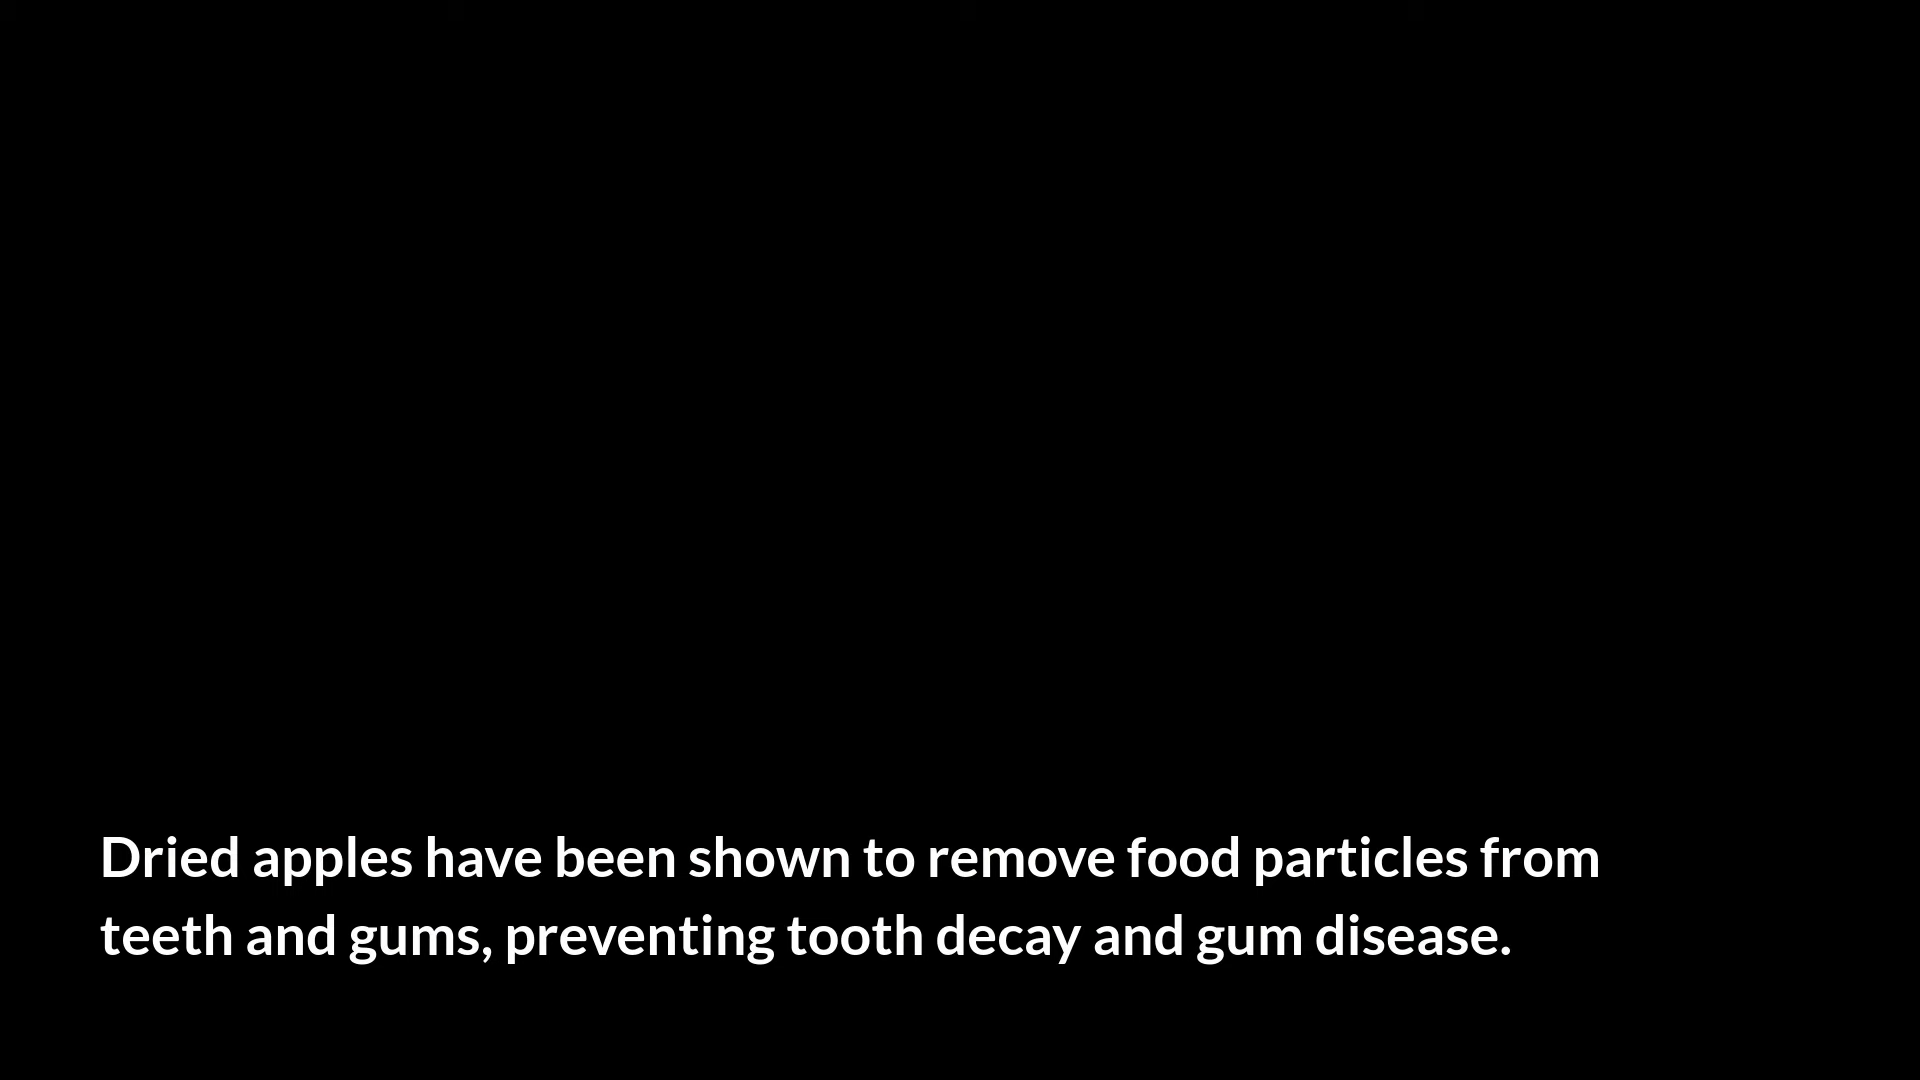 Dried apples have been shown to remove food particles from
teeth and gums, preventing tooth decay and gum disease.